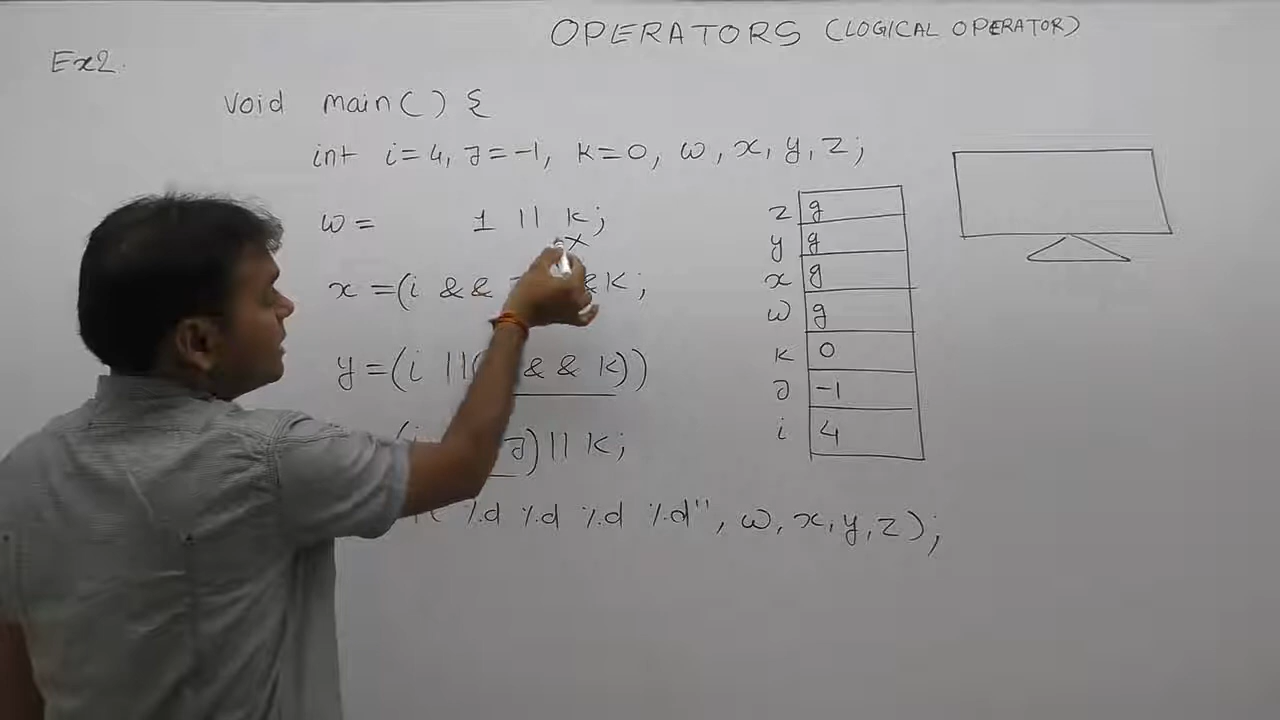 OPERATORS (LOGICAL OPERATOR)
Ex2.
void main() {
int i=4, J=-1, k=0, w, x, y, z;
w= 1 || k;
x
x =(i && &k;
y=(i ||( && k))
( J) || k;
%d %d %d %d", w, x, y, z);
z g
y g
x g
w g
k 0
J -1
i 4